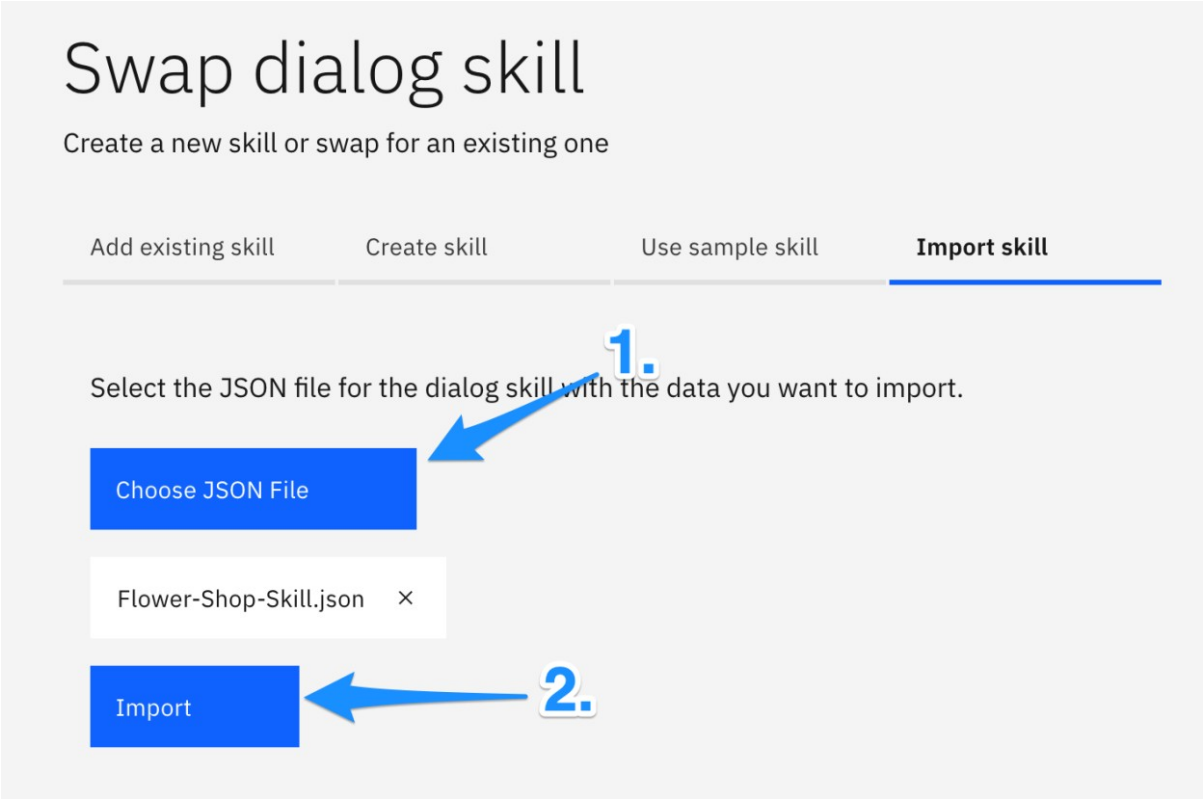 Swap dialog skill
Create a new skill or swap for an existing one
Add existing skill Create skill Use sample skill Import skill
1.
Select the JSON file for the dialog skill with the data you want to import.
Choose JSON File
Flower-Shop-Skill.json ×
Import
2.